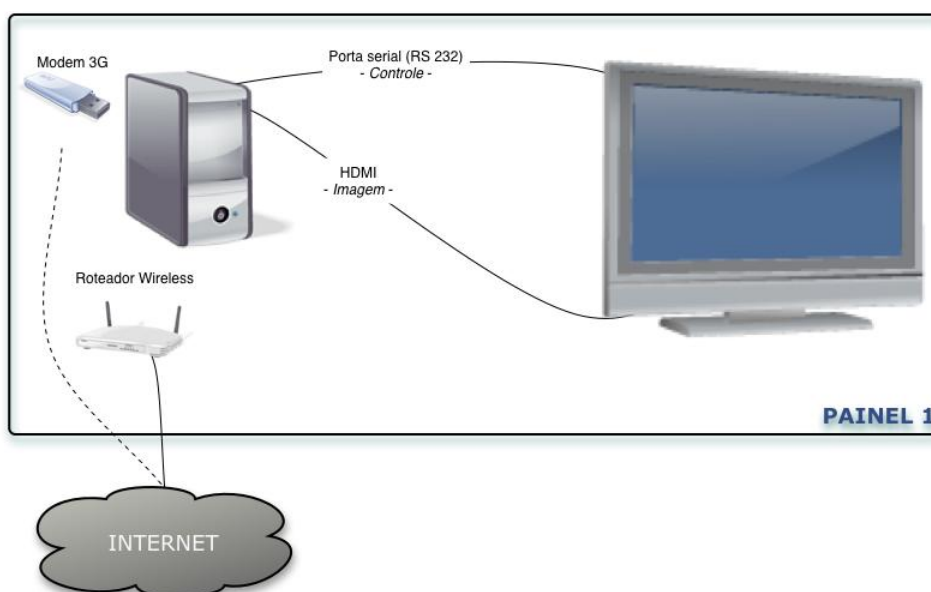 Modem 3G
Porta serial (RS 232)
- Controle -
HDMI
- Imagem -
Roteador Wireless
PAINEL 1
INTERNET